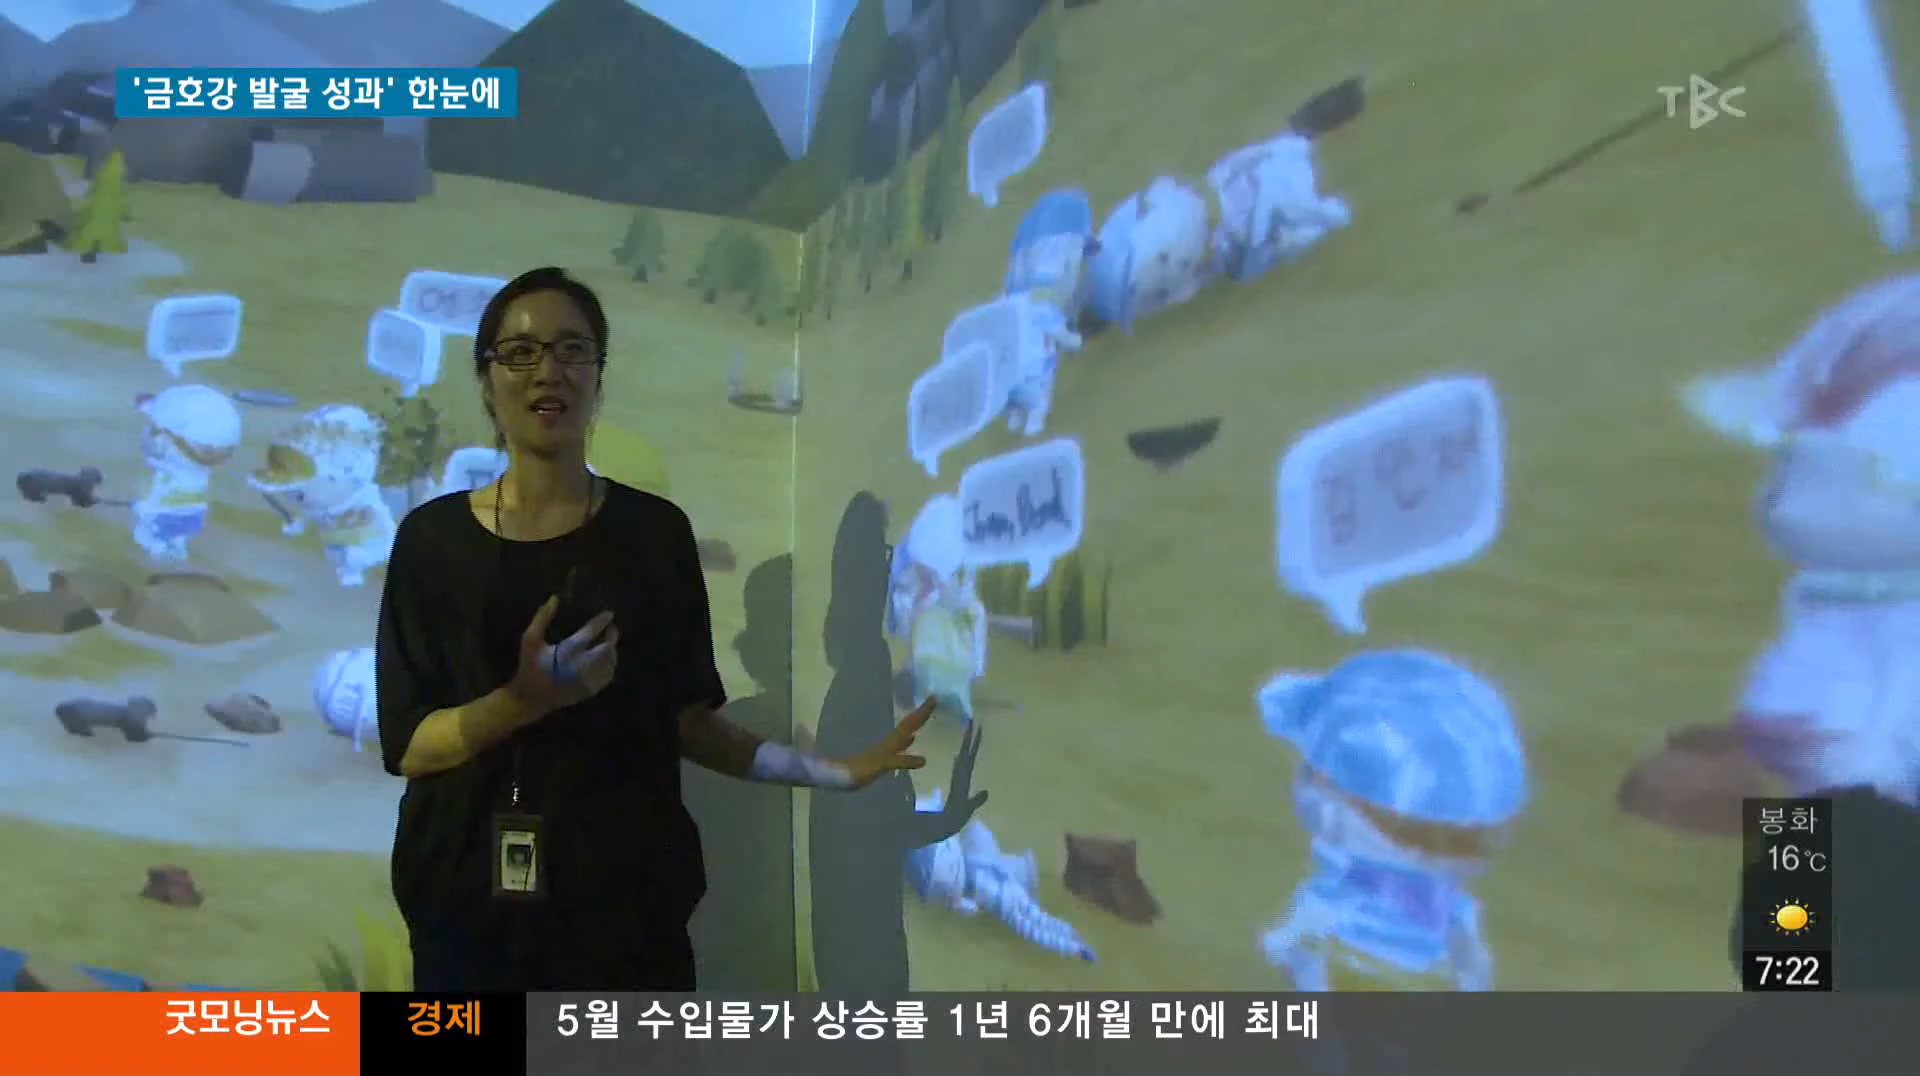 '금호강 발굴 성과' 한눈에
TBC
봉화
16℃
7:22
굿모닝뉴스
경제
5월 수입물가 상승률 1년 6개월 만에 최대